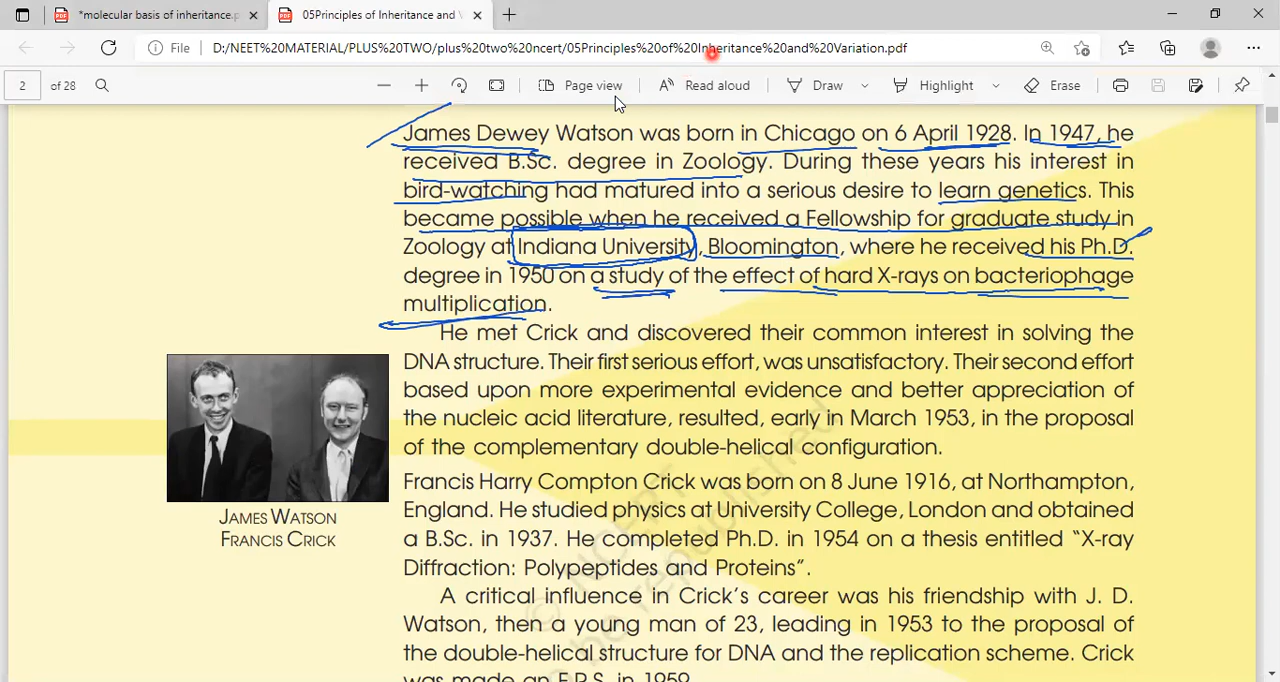 *molecular basis of inheritance.p
05Principles of Inheritance and V
File
D:/NEET%20MATERIAL/PLUS%20TWO/plus%20two%20ncert/05Principles%20of%20Inheritance%20and%20Variation.pdf
2 of 28
Page view
Read aloud
Draw
Highlight
Erase
James Dewey Watson was born in Chicago on 6 April 1928. In 1947, he
received B.Sc. degree in Zoology. During these years his interest in
bird-watching had matured into a serious desire to learn genetics. This
became possible when he received a Fellowship for graduate study in
Zoology at Indiana University, Bloomington, where he received his Ph.D.
degree in 1950 on a study of the effect of hard X-rays on bacteriophage
multiplication.
He met Crick and discovered their common interest in solving the
DNA structure. Their first serious effort, was unsatisfactory. Their second effort
based upon more experimental evidence and better appreciation of
the nucleic acid literature, resulted, early in March 1953, in the proposal
of the complementary double-helical configuration.
Francis Harry Compton Crick was born on 8 June 1916, at Northampton,
England. He studied physics at University College, London and obtained
a B.Sc. in 1937. He completed Ph.D. in 1954 on a thesis entitled “X-ray
Diffraction: Polypeptides and Proteins”.
A critical influence in Crick’s career was his friendship with J. D.
Watson, then a young man of 23, leading in 1953 to the proposal of
the double-helical structure for DNA and the replication scheme. Crick
was made an F.R.S. in 1959.
JAMES WATSON
FRANCIS CRICK
© NCERT
be republished